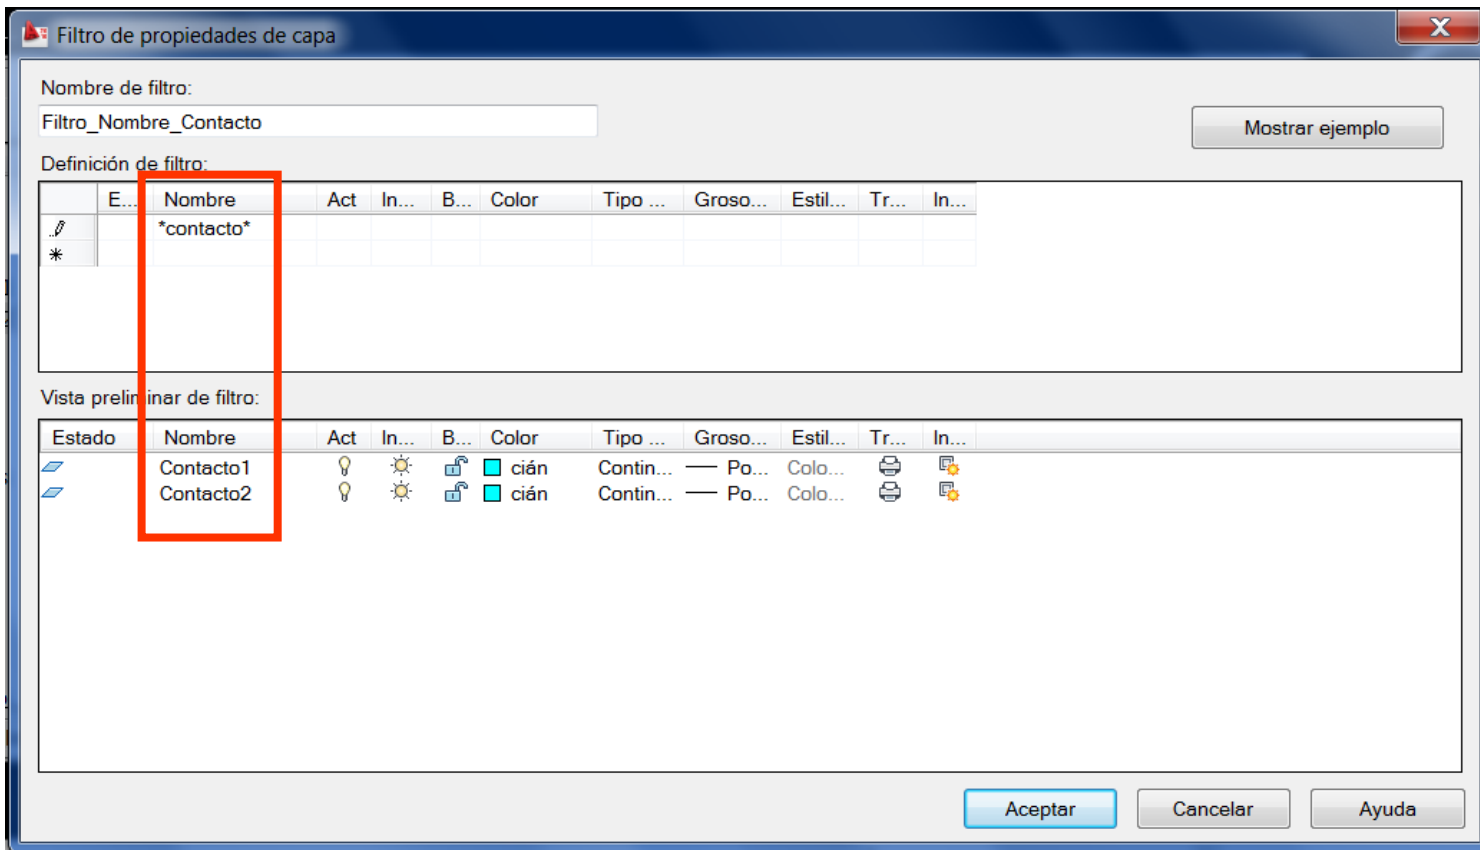 Filtro de propiedades de capa
X
Nombre de filtro:
Filtro_Nombre_Contacto
Mostrar ejemplo
Definición de filtro:
E... Nombre Act In... B... Color Tipo ... Groso... Estil... Tr... In...
*contacto*
Vista preliminar de filtro:
Estado Nombre Act In... B... Color Tipo ... Groso... Estil... Tr... In...
Contacto1 cián Contin... Po... Colo...
Contacto2 cián Contin... Po... Colo...
Aceptar Cancelar Ayuda